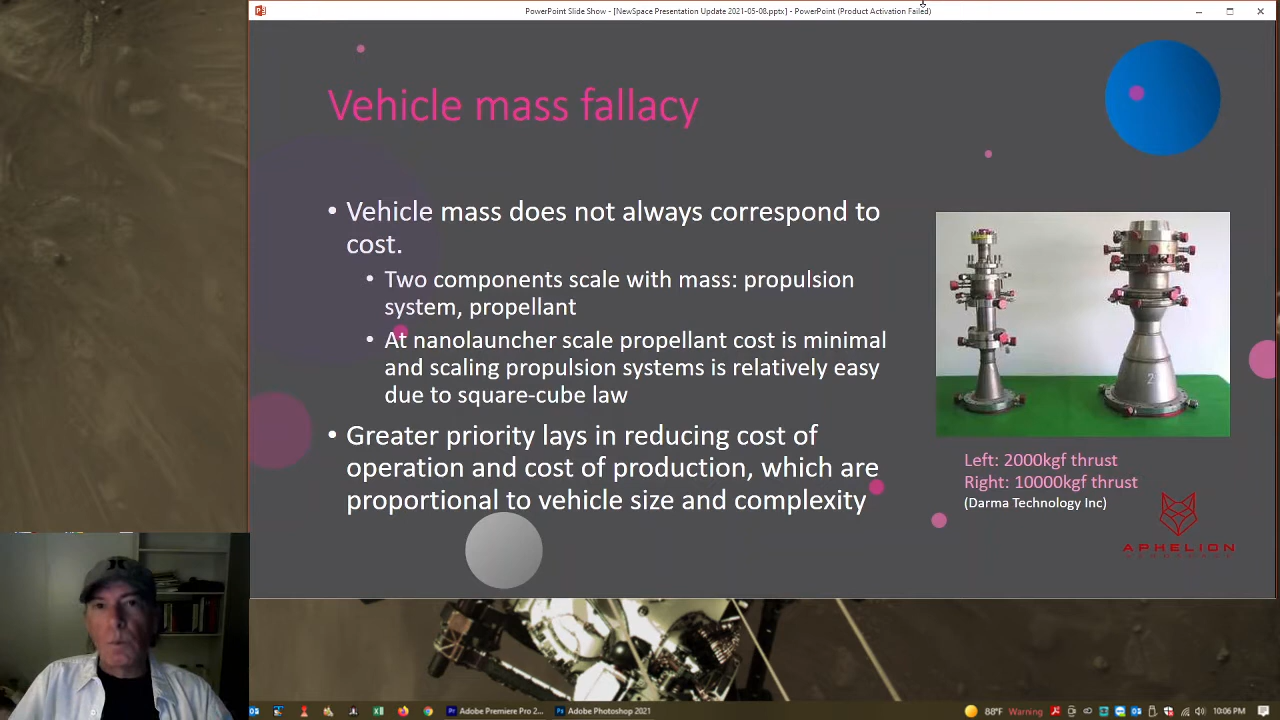 PowerPoint Slide Show - [NewSpace Presentation Update 2021-05-08.pptx] - PowerPoint (Product Activation Failed)
Vehicle mass fallacy
• Vehicle mass does not always correspond to
cost.
• Two components scale with mass: propulsion
system, propellant
• At nanolauncher scale propellant cost is minimal
and scaling propulsion systems is relatively easy
due to square-cube law
• Greater priority lays in reducing cost of
operation and cost of production, which are
proportional to vehicle size and complexity
2
Left: 2000kgf thrust
Right: 10000kgf thrust
(Darma Technology Inc)
APHELION
Adobe Premiere Pro 2...
Adobe Photoshop 2021
88°F Warning
10:06 PM